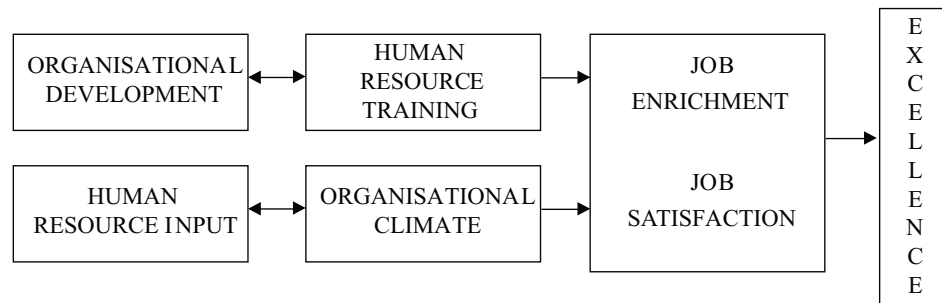 ORGANISATIONAL
DEVELOPMENT
HUMAN
RESOURCE
TRAINING
JOB
ENRICHMENT
HUMAN
RESOURCE INPUT
ORGANISATIONAL
CLIMATE
JOB
SATISFACTION
E
X
C
E
L
L
E
N
C
E